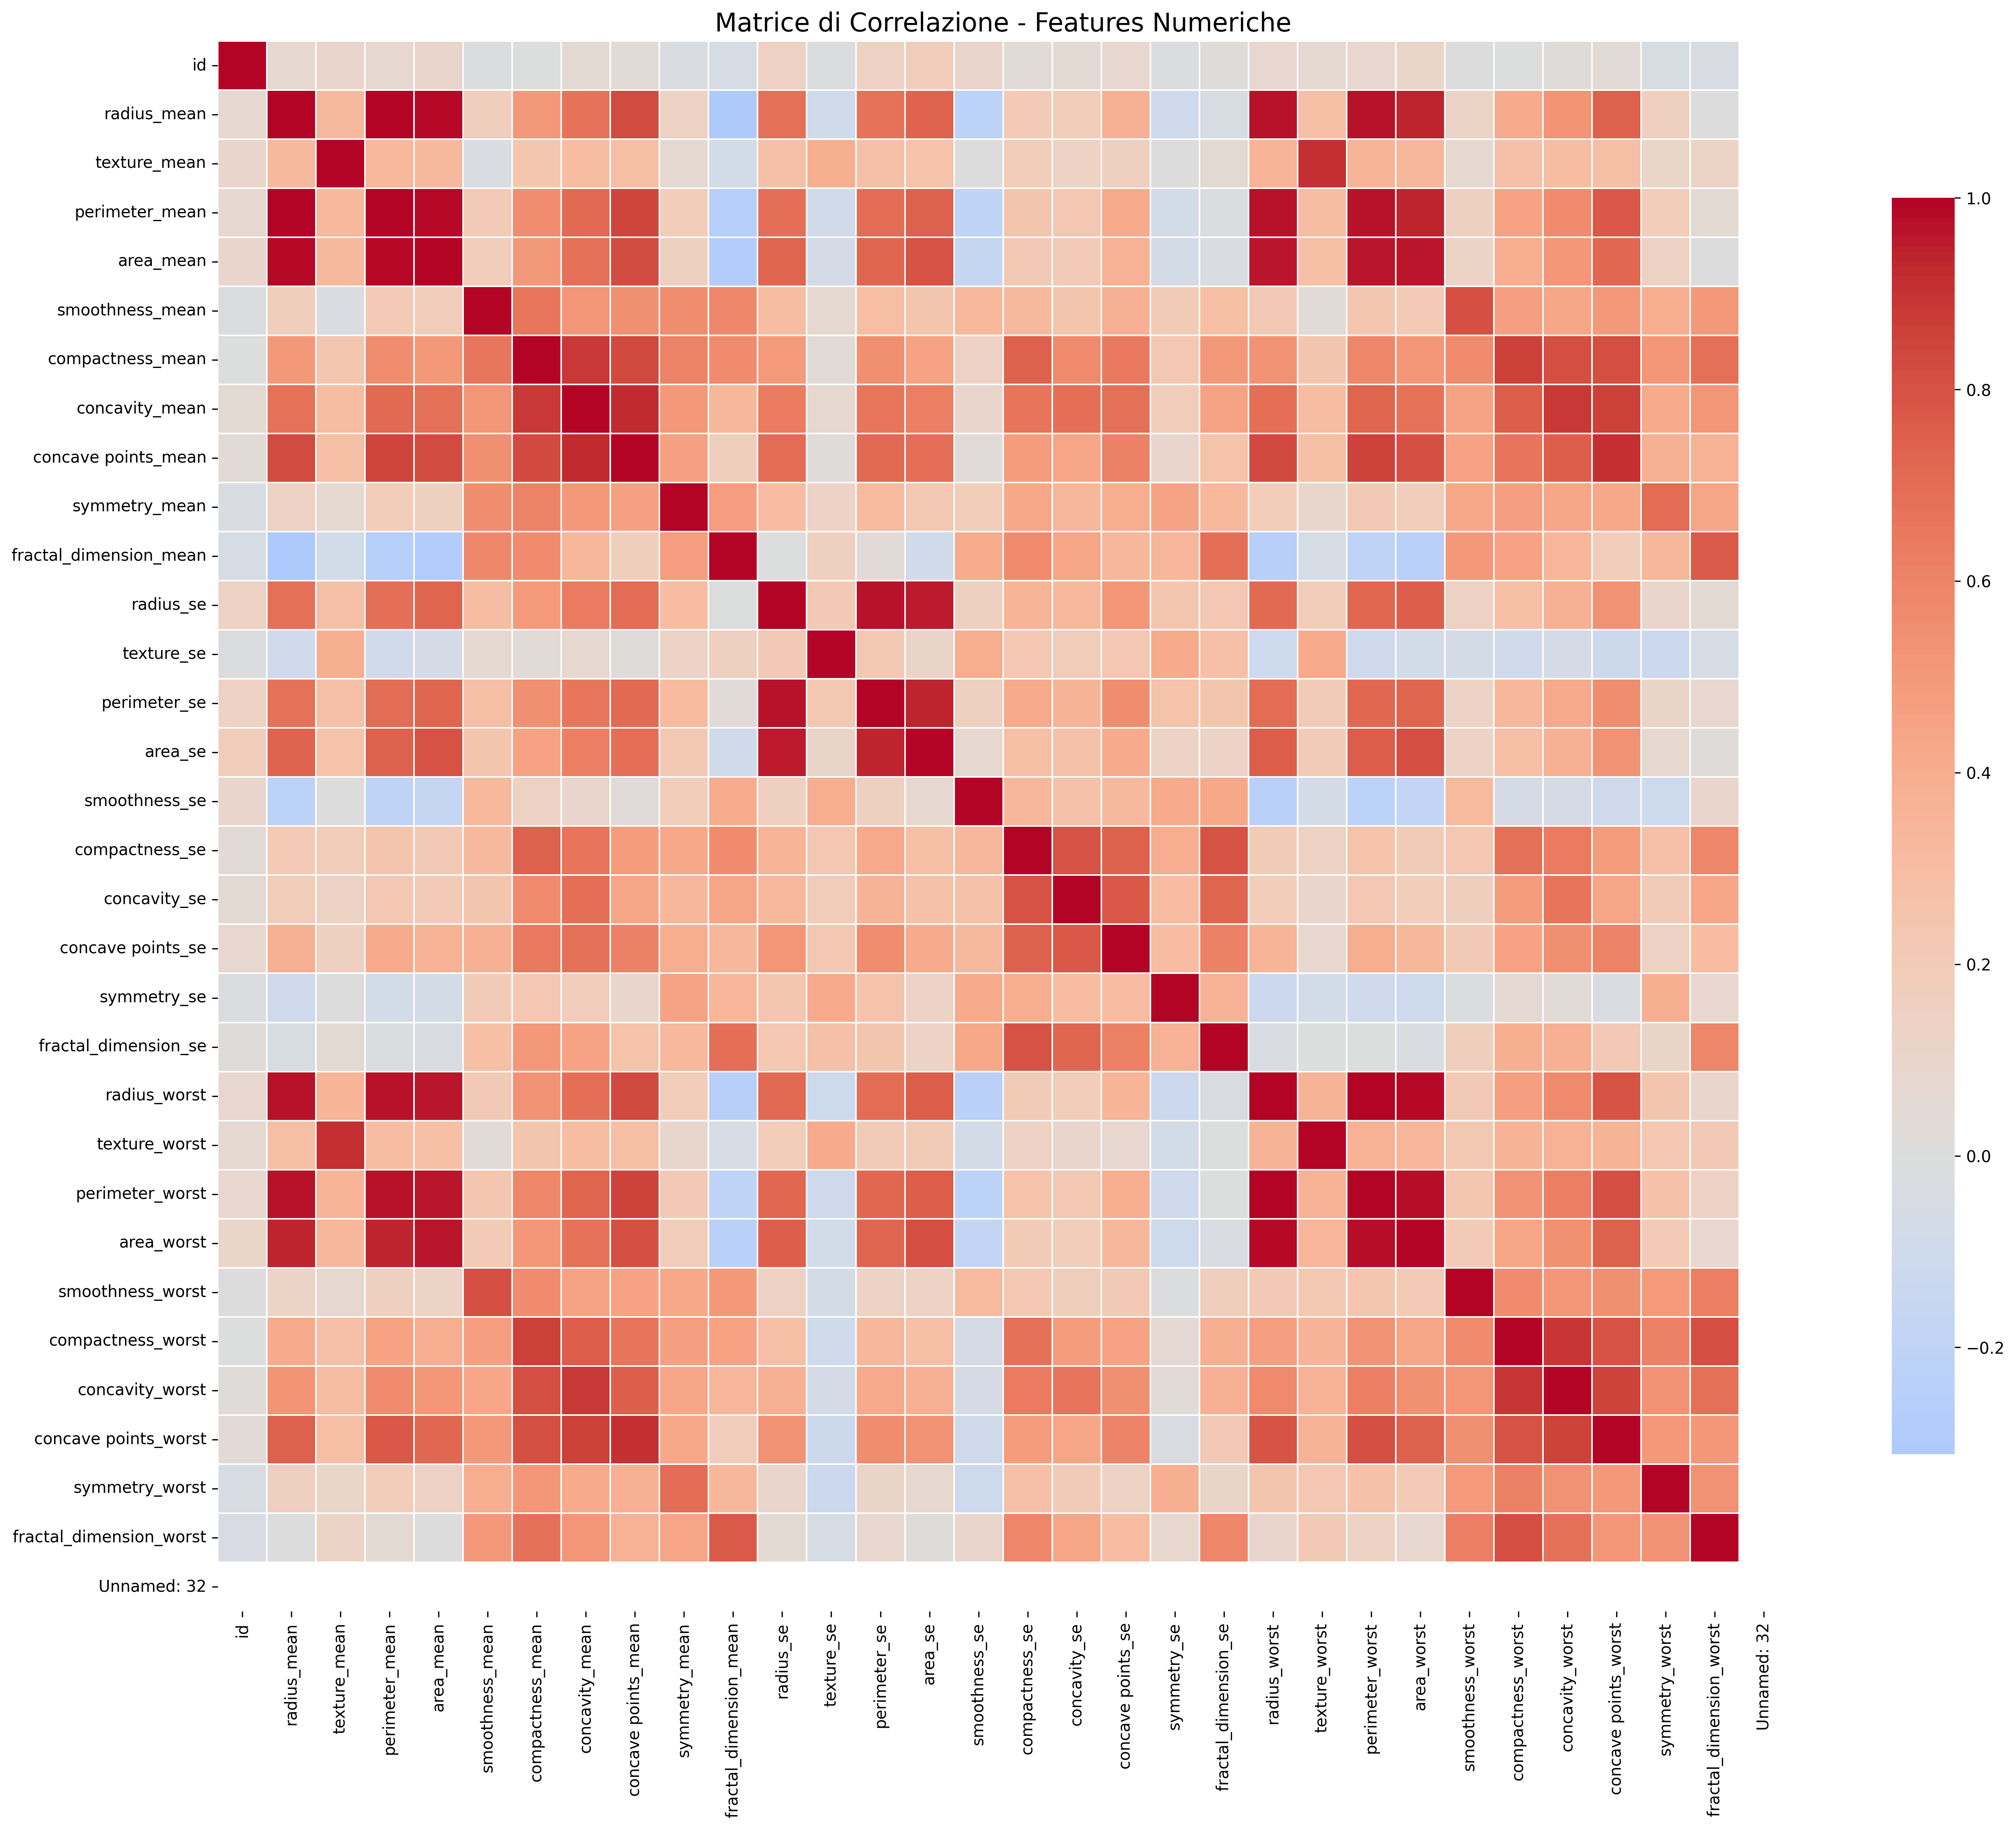 Matrice di Correlazione - Features Numeriche
id
radius_mean
texture_mean
perimeter_mean
area_mean
smoothness_mean
compactness_mean
concavity_mean
concave points_mean
symmetry_mean
fractal_dimension_mean
radius_se
texture_se
perimeter_se
area_se
smoothness_se
compactness_se
concavity_se
concave points_se
symmetry_se
fractal_dimension_se
radius_worst
texture_worst
perimeter_worst
area_worst
smoothness_worst
compactness_worst
concavity_worst
concave points_worst
symmetry_worst
fractal_dimension_worst
Unnamed: 32
id
radius_mean
texture_mean
perimeter_mean
area_mean
smoothness_mean
compactness_mean
concavity_mean
concave points_mean
symmetry_mean
fractal_dimension_mean
radius_se
texture_se
perimeter_se
area_se
smoothness_se
compactness_se
concavity_se
concave points_se
symmetry_se
fractal_dimension_se
radius_worst
texture_worst
perimeter_worst
area_worst
smoothness_worst
compactness_worst
concavity_worst
concave points_worst
symmetry_worst
fractal_dimension_worst
Unnamed: 32
1.0
0.8
0.6
0.4
0.2
0.0
−0.2